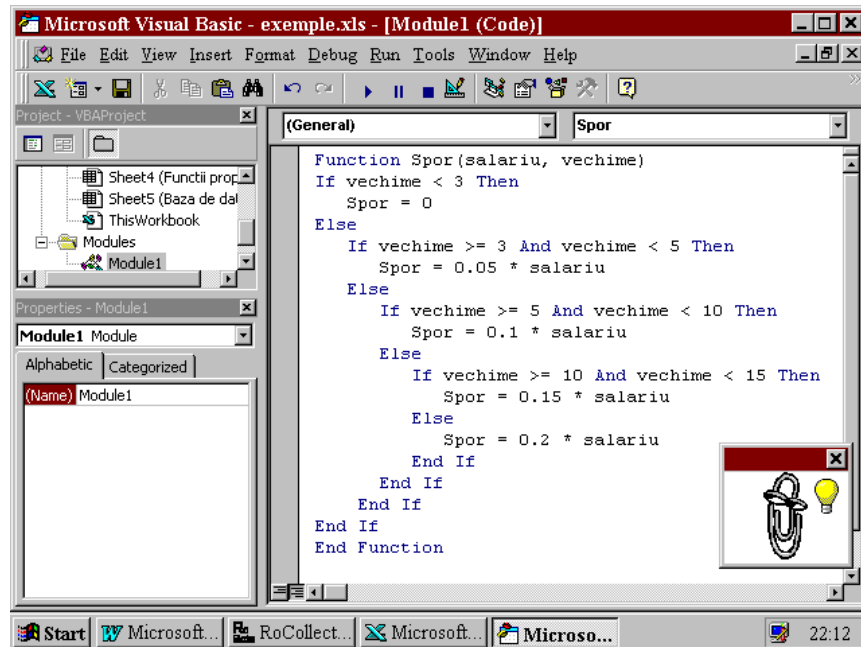 Microsoft Visual Basic - exemple.xls - [Module1 (Code)]
File Edit View Insert Format Debug Run Tools Window Help
Project - VBAProject
Sheet4 (Functii prop
Sheet5 (Baza de dat
ThisWorkbook
Modules
Module1
Properties - Module1
Module1 Module
Alphabetic Categorized
(Name) Module1
(General) Spor
Function Spor(salariu, vechime)
If vechime < 3 Then
Spor = 0
Else
If vechime >= 3 And vechime < 5 Then
Spor = 0.05 * salariu
Else
If vechime >= 5 And vechime < 10 Then
Spor = 0.1 * salariu
Else
If vechime >= 10 And vechime < 15 Then
Spor = 0.15 * salariu
Else
Spor = 0.2 * salariu
End If
End If
End If
End If
End Function
Start Microsoft... RoCollect... Microsoft... Microso... 22:12